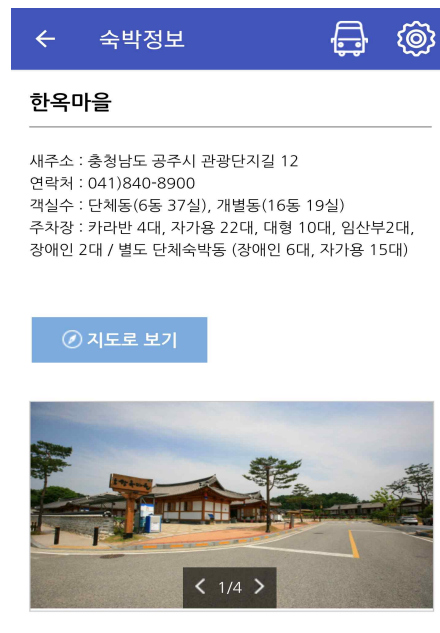 숙박정보
한옥마을
새주소 : 충청남도 공주시 관광단지길 12
연락처 : 041)840-8900
객실수 : 단체동(6동 37실), 개별동(16동 19실)
주차장 : 카라반 4대, 자가용 22대, 대형 10대, 임산부2대,
장애인 2대 / 별도 단체숙박동 (장애인 6대, 자가용 15대)
지도로 보기
1/4